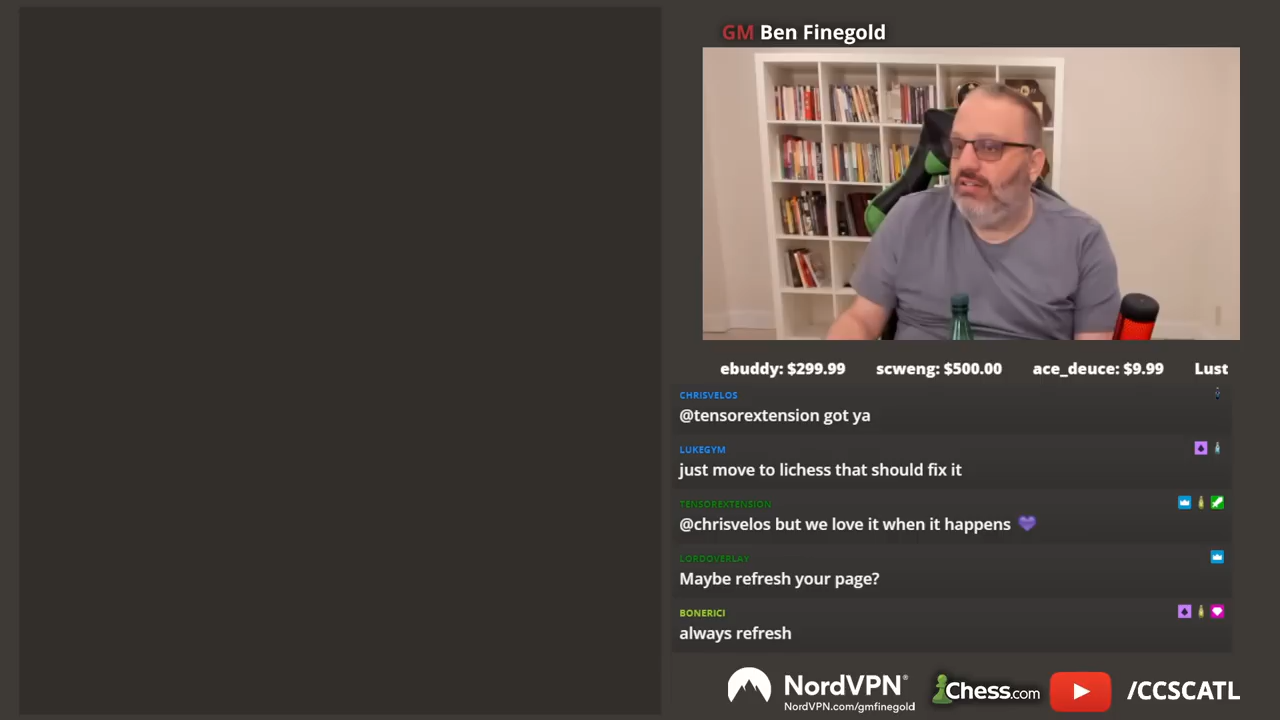 GM Ben Finegold
ebuddy: $299.99 scweng: $500.00 ace_deuce: $9.99 Lust
CHRISVELOS
@tensorextension got ya
LUKEGYM
just move to lichess that should fix it
TENSOREXTENSION
@chrisvelos but we love it when it happens
LORDOVERLAY
Maybe refresh your page?
BONERICI
always refresh
NordVPN® Chess.com /CCSCATL
NordVPN.com/gmfinegold